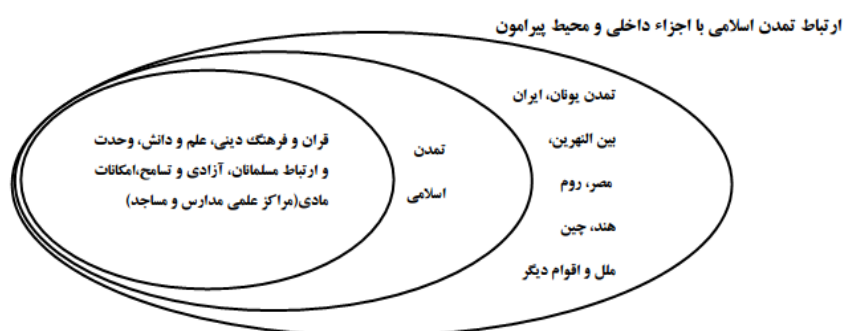 ارتباط تمدن اسلامی با اجزاء داخلی و محیط پیرامون
تمدن یونان، ایران
بین النهرین،
مصر، روم
هند، چین
ملل و اقوام دیگر
تمدن
اسلامی
قران و فرهنگ دینی، علم و دانش، وحدت
و ارتباط مسلمانان، آزادی و تسامح،امکانات
مادی(مراکز علمی مدارس و مساجد)